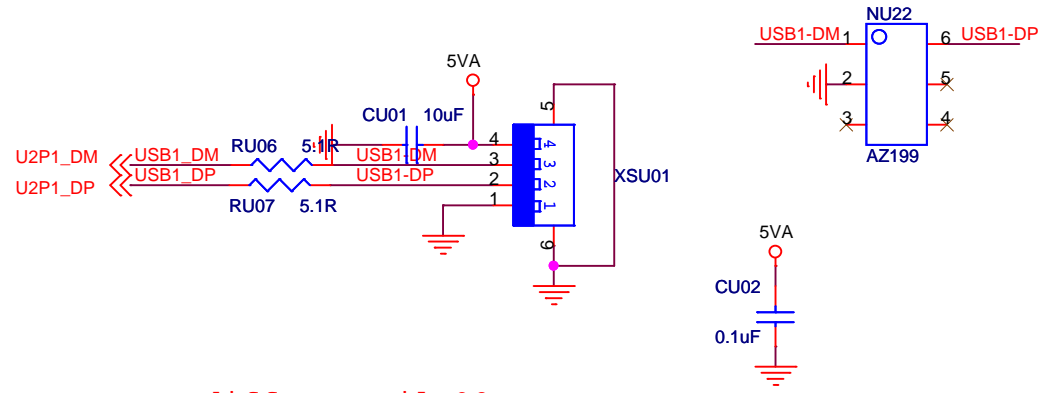 NU22
USB1-DM 1 6 USB1-DP
2 5
3 4
AZ199
5VA
CU01 10uF
5
RU06 5.1R
U2P1_DM USB1_DM USB1-DM 4 4
3 3
U2P1_DP USB1_DP USB1-DP 2 2
XSU01
RU07 5.1R 1 1
6
5VA
CU02
0.1uF